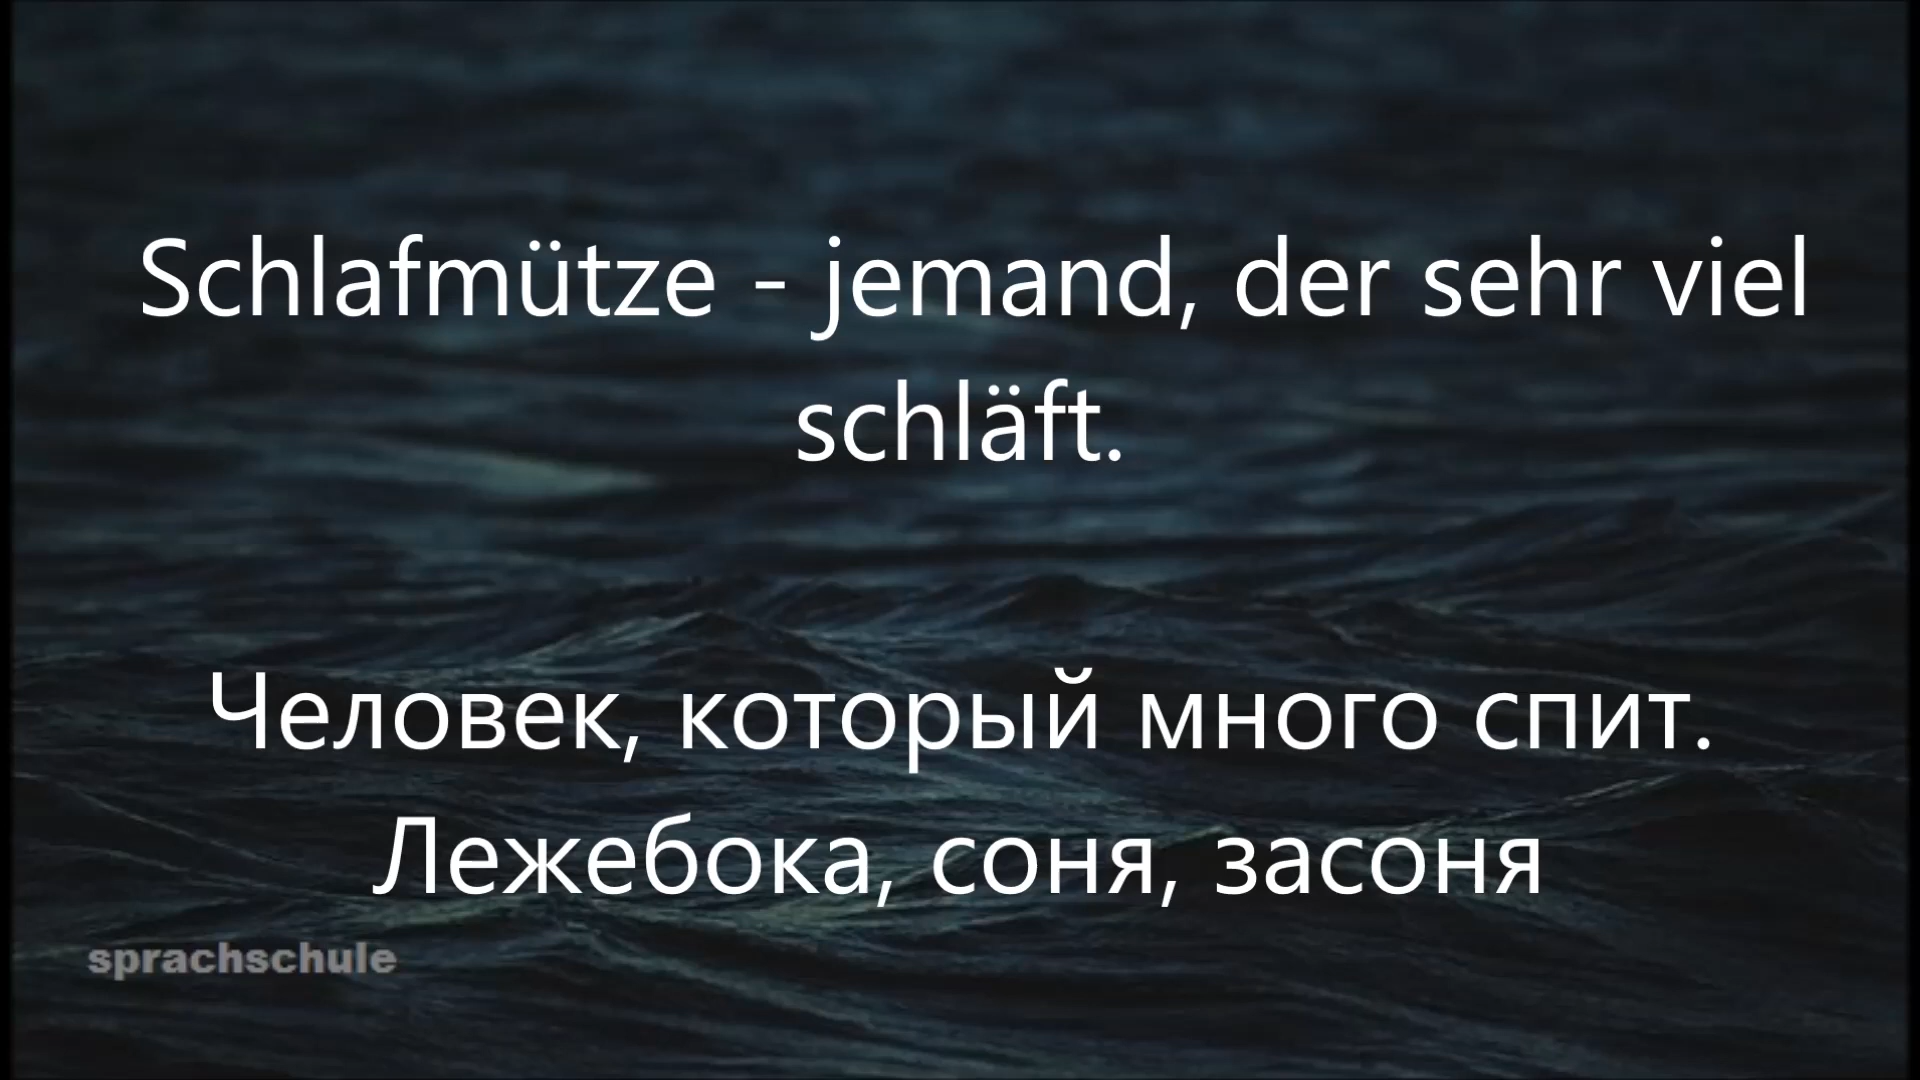 Schlafmütze - jemand, der sehr viel
schläft.
Человек, который много спит.
Лежебока, соня, засоня
sprachschule